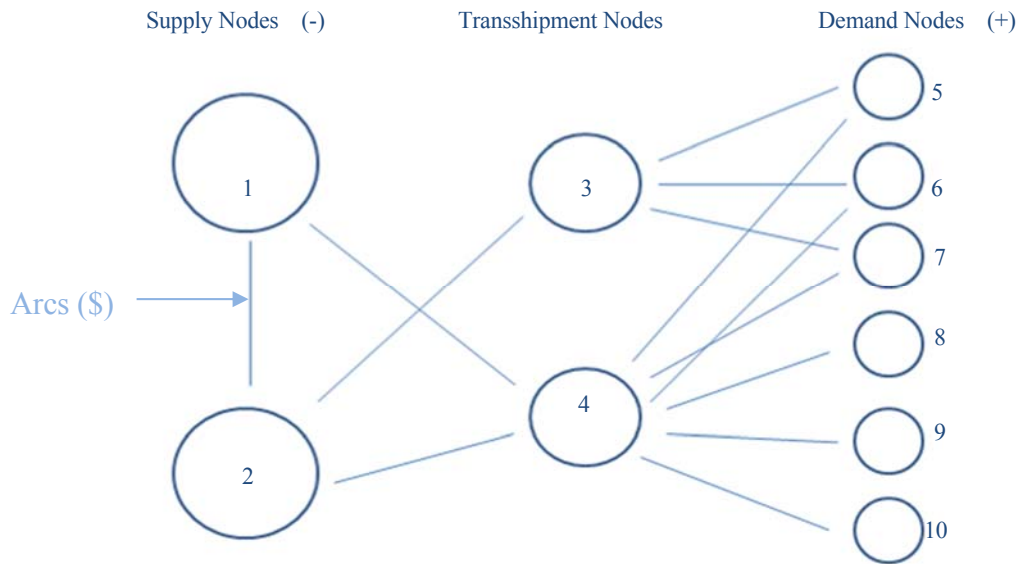 Supply Nodes (-)
Transshipment Nodes
Demand Nodes (+)
5
1
3
6
7
Arcs ($)
8
4
9
2
10